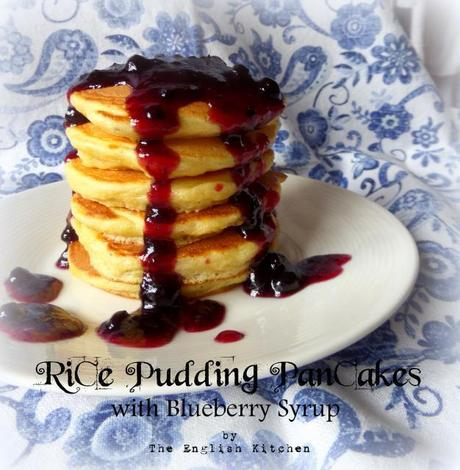 RiCe Pudding PanCakes
with Blueberry Syrup
by
The English Kitchen